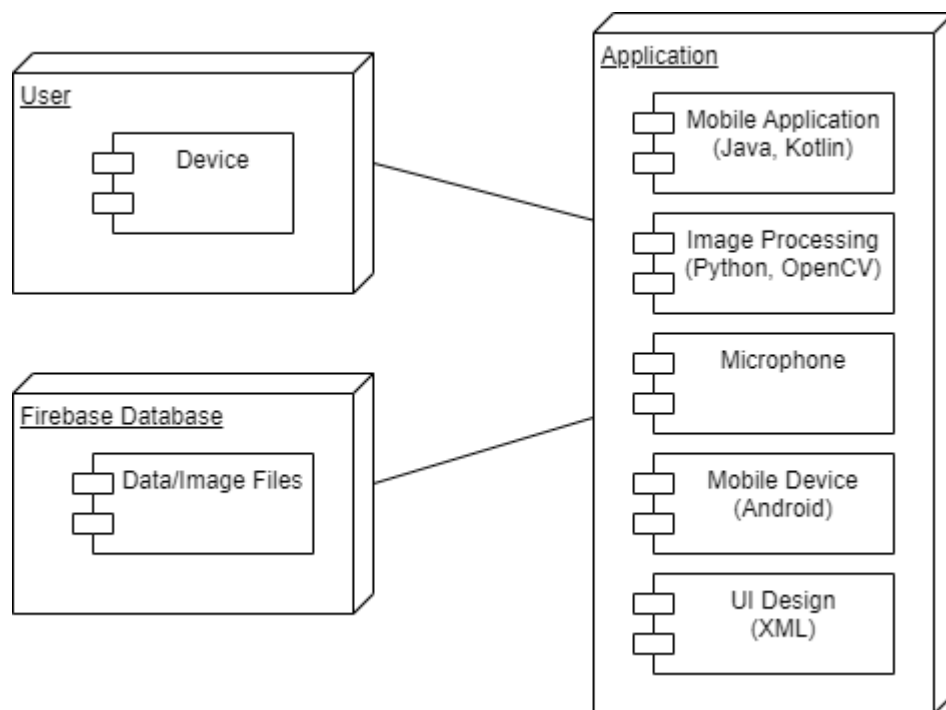 User
Device
Firebase Database
Data/Image Files
Application
Mobile Application
(Java, Kotlin)
Image Processing
(Python, OpenCV)
Microphone
Mobile Device
(Android)
UI Design
(XML)